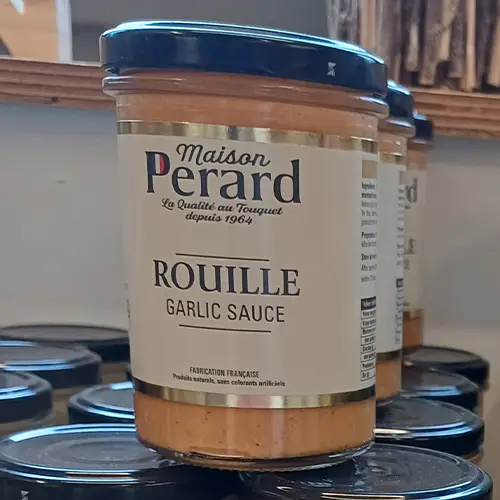 Maison
Perard
La Qualité au Touquet
depuis 1964
ROUILLE
GARLIC SAUCE
FABRICATION FRANÇAISE
Produits naturels, sans colorants artificiels